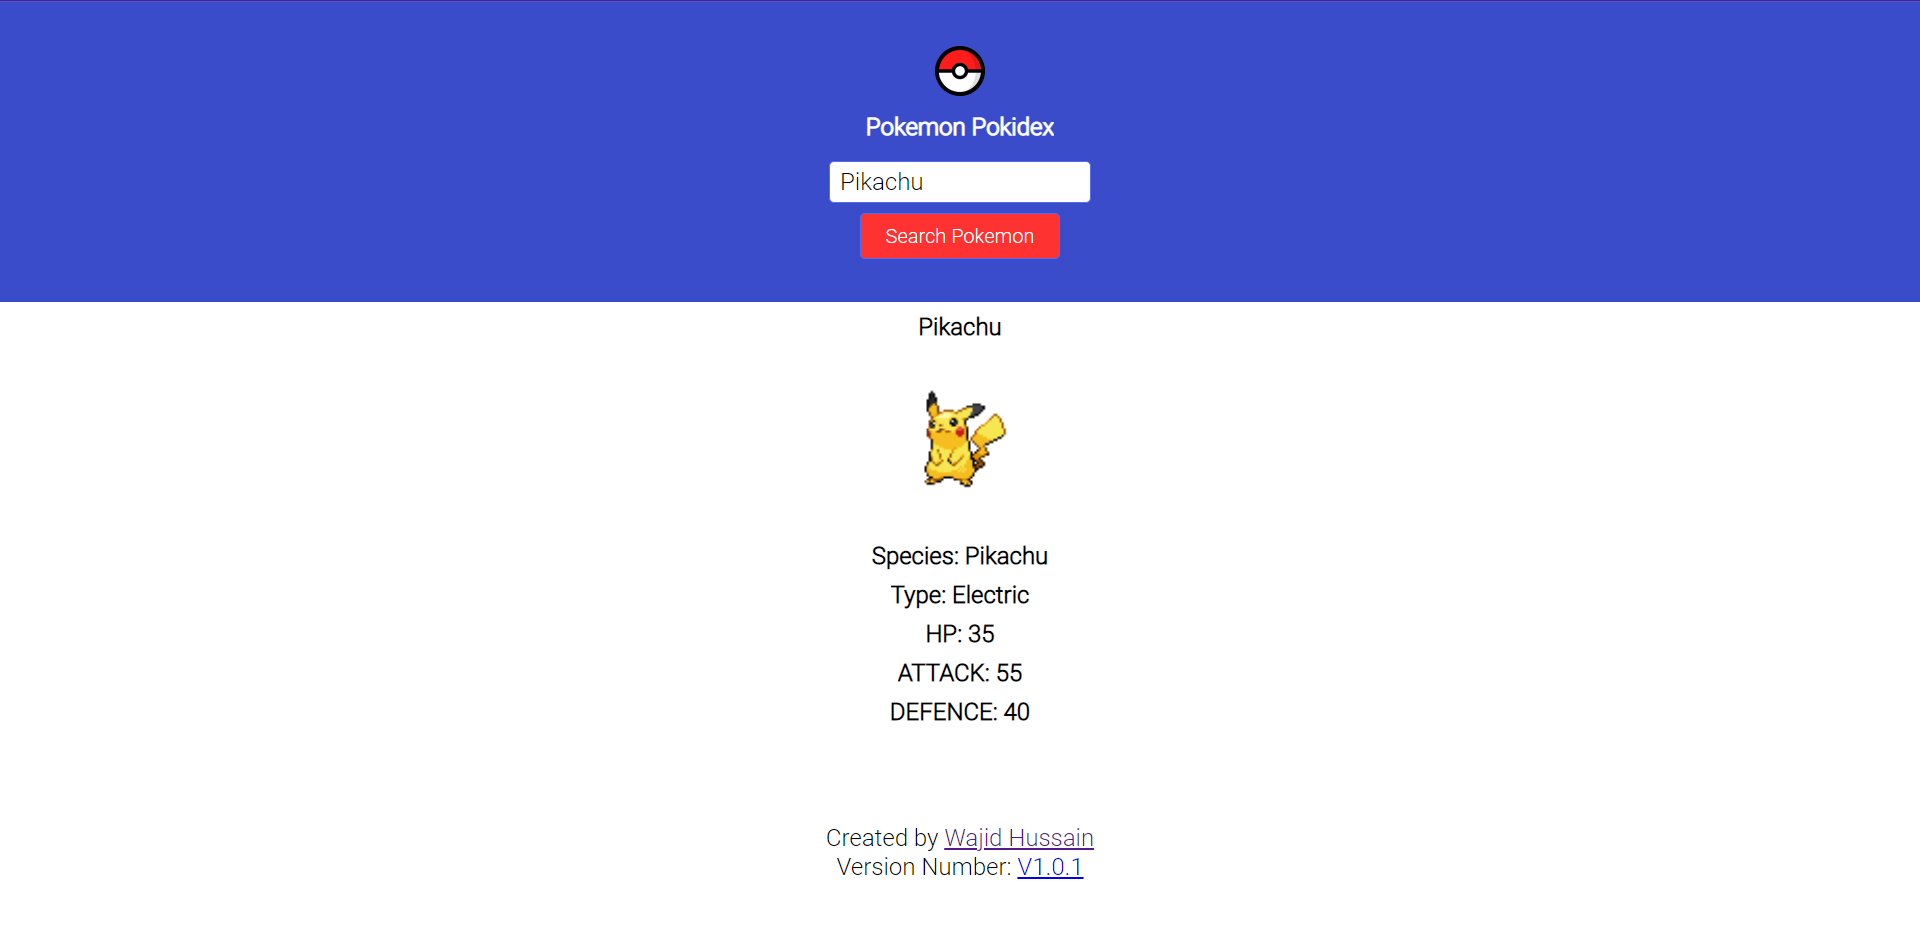 Pokemon Pokidex
Pikachu
Search Pokemon
Pikachu
Species: Pikachu
Type: Electric
HP: 35
ATTACK: 55
DEFENCE: 40
Created by Wajid Hussain
Version Number: V1.0.1